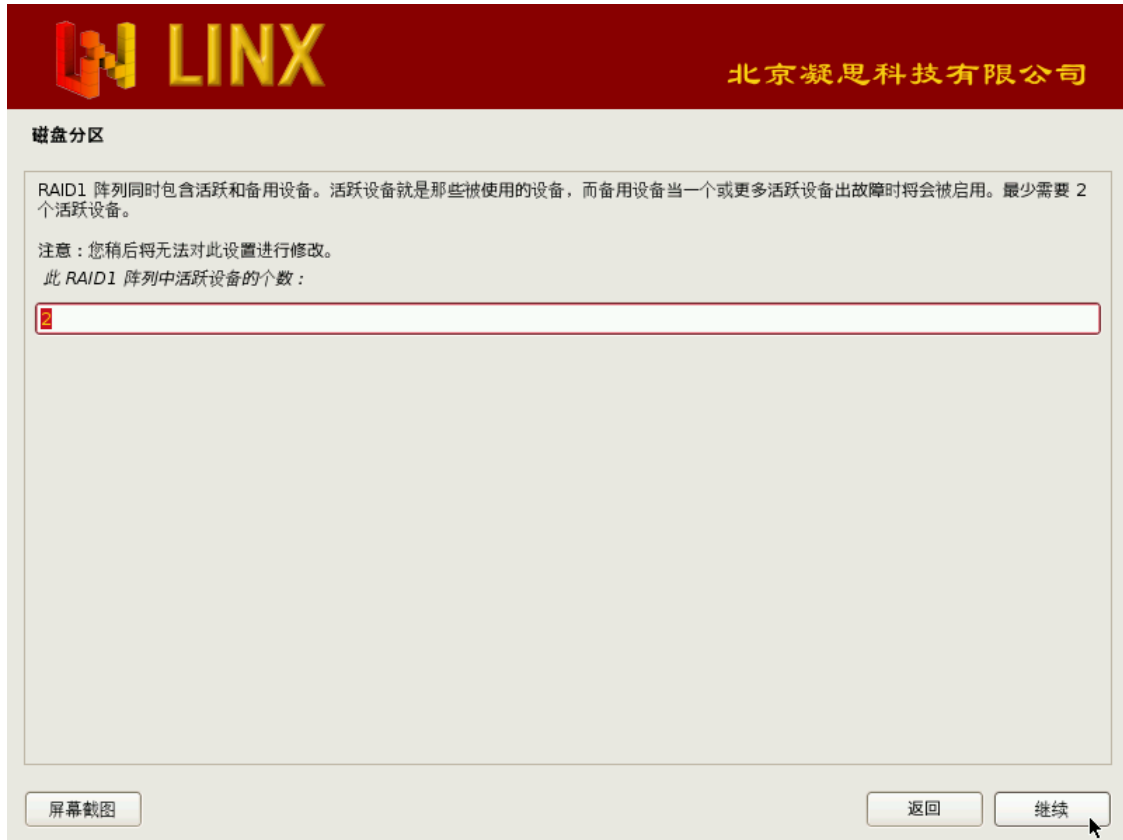 LINX
北京凝思科技有限公司
磁盘分区
RAID1 阵列同时包含活跃和备用设备。活跃设备就是那些被使用的设备，而备用设备当一个或更多活跃设备出故障时将会被启用。最少需要 2
个活跃设备。
注意：您稍后将无法对此设置进行修改。
此 RAID1 阵列中活跃设备的个数：
2
屏幕截图
返回
继续